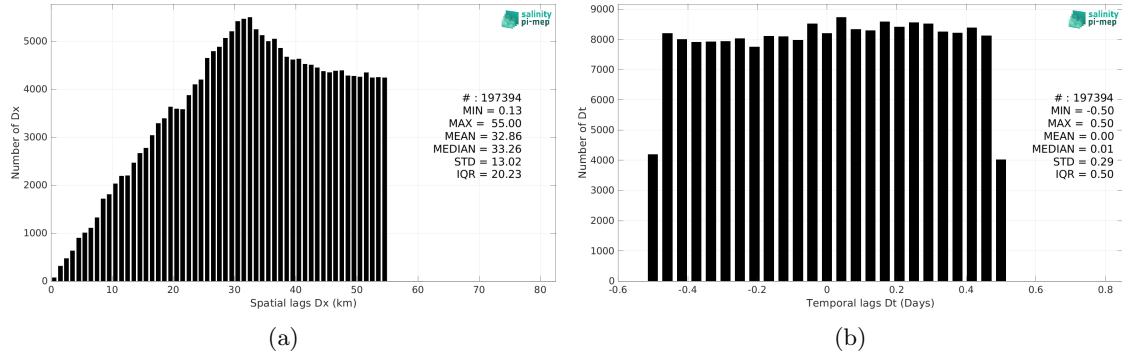 salinity
pi-mep
5000
4000
3000
2000
1000
0
Number of Dx
# : 197394
MIN = 0.13
MAX = 55.00
MEAN = 32.86
MEDIAN = 33.26
STD = 13.02
IQR = 20.23
0 10 20 30 40 50 60 70 80
Spatial lags Dx (km)
(a)
salinity
pi-mep
9000
8000
7000
6000
5000
4000
3000
2000
1000
0
Number of Dt
# : 197394
MIN = -0.50
MAX = 0.50
MEAN = 0.00
MEDIAN = 0.01
STD = 0.29
IQR = 0.50
-0.6 -0.4 -0.2 0 0.2 0.4 0.6 0.8
Temporal lags Dt (Days)
(b)